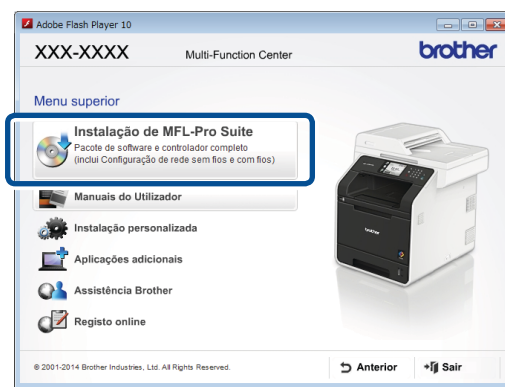 Adobe Flash Player 10
XXX-XXXX
Multi-Function Center
brother
Menu superior
Instalação de MFL-Pro Suite
Pacote de software e controlador completo
(inclui Configuração de rede sem fios e com fios)
Manuais do Utilizador
Instalação personalizada
Aplicações adicionais
Assistência Brother
Registo online
brother
© 2001-2014 Brother Industries, Ltd. All Rights Reserved.
Anterior
Sair